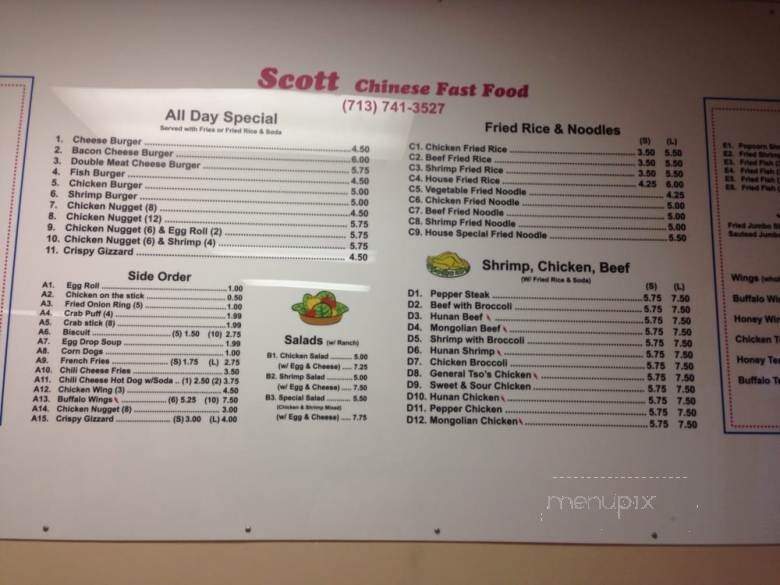 Scott Chinese Fast Food
(713) 741-3527
All Day Special
Served with Fries or Fried Rice & Soda
1. Cheese Burger 4.50
2. Bacon Cheese Burger 6.00
3. Double Meat Cheese Burger 5.75
4. Fish Burger 4.50
5. Chicken Burger 5.00
6. Shrimp Burger 5.00
7. Chicken Nugget (8) 4.50
8. Chicken Nugget (12) 5.75
9. Chicken Nugget (6) & Egg Roll (2) 5.75
10. Chicken Nugget (6) & Shrimp (4) 5.75
11. Crispy Gizzard 4.50
Side Order
A1. Egg Roll 1.00
A2. Chicken on the stick 0.50
A3. Fried Onion Ring (5) 1.00
A4. Crab Puff (4) 1.99
A5. Crab stick (8) 1.99
A6. Biscuit (5) 1.50 (10) 2.75
A7. Egg Drop Soup 1.99
A8. Corn Dogs 1.00
A9. French Fries (S) 1.75 (L) 2.75
A10. Chili Cheese Fries 3.50
A11. Chili Cheese Hot Dog w/Soda .. (1) 2.50 (2) 3.75
A12. Chicken Wing (3) 4.50
A13. Buffalo Wings (6) 5.25 (10) 7.50
A14. Chicken Nugget (8) 3.00
A15. Crispy Gizzard (S) 3.00 (L) 4.00
Salads (w/ Ranch)
B1. Chicken Salad 5.00
(w/ Egg & Cheese) 7.25
B2. Shrimp Salad 5.00
(w/ Egg & Cheese) 7.50
B3. Special Salad 5.50
(Chicken & Shrimp Mixed)
(w/ Egg & Cheese) 7.75
Fried Rice & Noodles
(S) (L)
C1. Chicken Fried Rice 3.50 5.50
C2. Beef Fried Rice 3.50 5.50
C3. Shrimp Fried Rice 3.50 5.50
C4. House Fried Rice 4.25 6.00
C5. Vegetable Fried Noodle 4.25
C6. Chicken Fried Noodle 5.00
C7. Beef Fried Noodle 5.00
C8. Shrimp Fried Noodle 5.00
C9. House Special Fried Noodle 5.50
Shrimp, Chicken, Beef
(W/ Fried Rice & Soda)
(S) (L)
D1. Pepper Steak 5.75 7.50
D2. Beef with Broccoli 5.75 7.50
D3. Hunan Beef 5.75 7.50
D4. Mongolian Beef 5.75 7.50
D5. Shrimp with Broccoli 5.75 7.50
D6. Hunan Shrimp 5.75 7.50
D7. Chicken Broccoli 5.75 7.50
D8. General Tso's Chicken 5.75 7.50
D9. Sweet & Sour Chicken 5.75 7.50
D10. Hunan Chicken 5.75 7.50
D11. Pepper Chicken 5.75 7.50
D12. Mongolian Chicken 5.75 7.50
E1. Popcorn
E2. Fried
E3. Fried Fish
E4. Fried Fish
E5. Fried Fish
E6. Fried Fish
Fried Jumbo
Sauteed Jumbo
Wings
Buffalo
Honey
Chicken
Honey
Buffalo
menupix